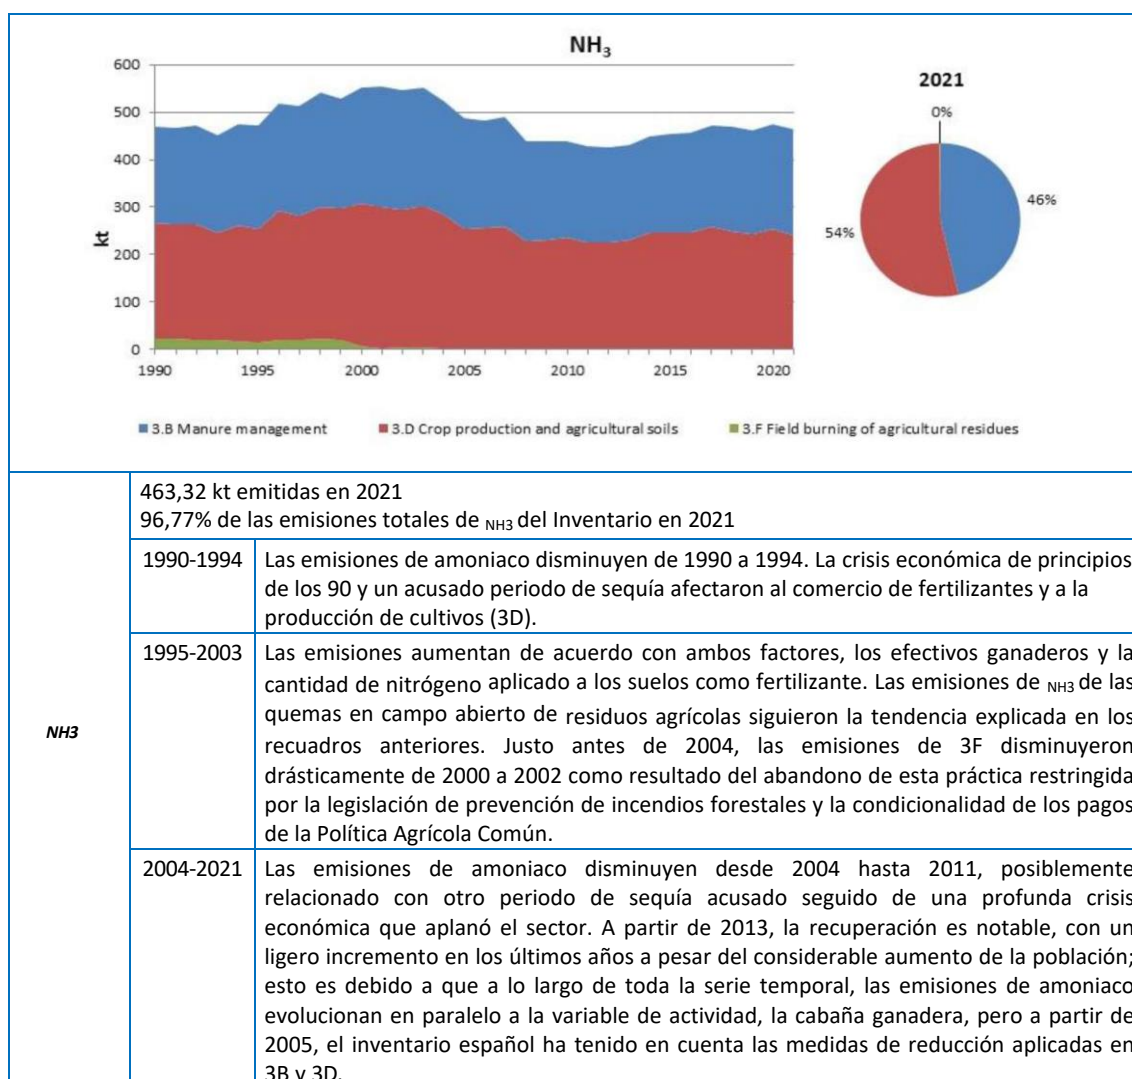 NH3
600
500
400
300
200
100
0
kt
1990
1995
2000
2005
2010
2015
2020
2021
0%
46%
54%
3.B Manure management
3.D Crop production and agricultural soils
3.F Field burning of agricultural residues
NH3
463,32 kt emitidas en 2021
96,77% de las emisiones totales de NH3 del Inventario en 2021
1990-1994
Las emisiones de amoniaco disminuyen de 1990 a 1994. La crisis económica de principios
de los 90 y un acusado periodo de sequía afectaron al comercio de fertilizantes y a la
producción de cultivos (3D).
1995-2003
Las emisiones aumentan de acuerdo con ambos factores, los efectivos ganaderos y la
cantidad de nitrógeno aplicado a los suelos como fertilizante. Las emisiones de NH3 de las
quemas en campo abierto de residuos agrícolas siguieron la tendencia explicada en los
recuadros anteriores. Justo antes de 2004, las emisiones de 3F disminuyeron
drásticamente de 2000 a 2002 como resultado del abandono de esta práctica restringida
por la legislación de prevención de incendios forestales y la condicionalidad de los pagos
de la Política Agrícola Común.
2004-2021
Las emisiones de amoniaco disminuyen desde 2004 hasta 2011, posiblemente
relacionado con otro periodo de sequía acusado seguido de una profunda crisis
económica que aplanó el sector. A partir de 2013, la recuperación es notable, con un
ligero incremento en los últimos años a pesar del considerable aumento de la población;
esto es debido a que a lo largo de toda la serie temporal, las emisiones de amoniaco
evolucionan en paralelo a la variable de actividad, la cabaña ganadera, pero a partir de
2005, el inventario español ha tenido en cuenta las medidas de reducción aplicadas en
3B y 3D.